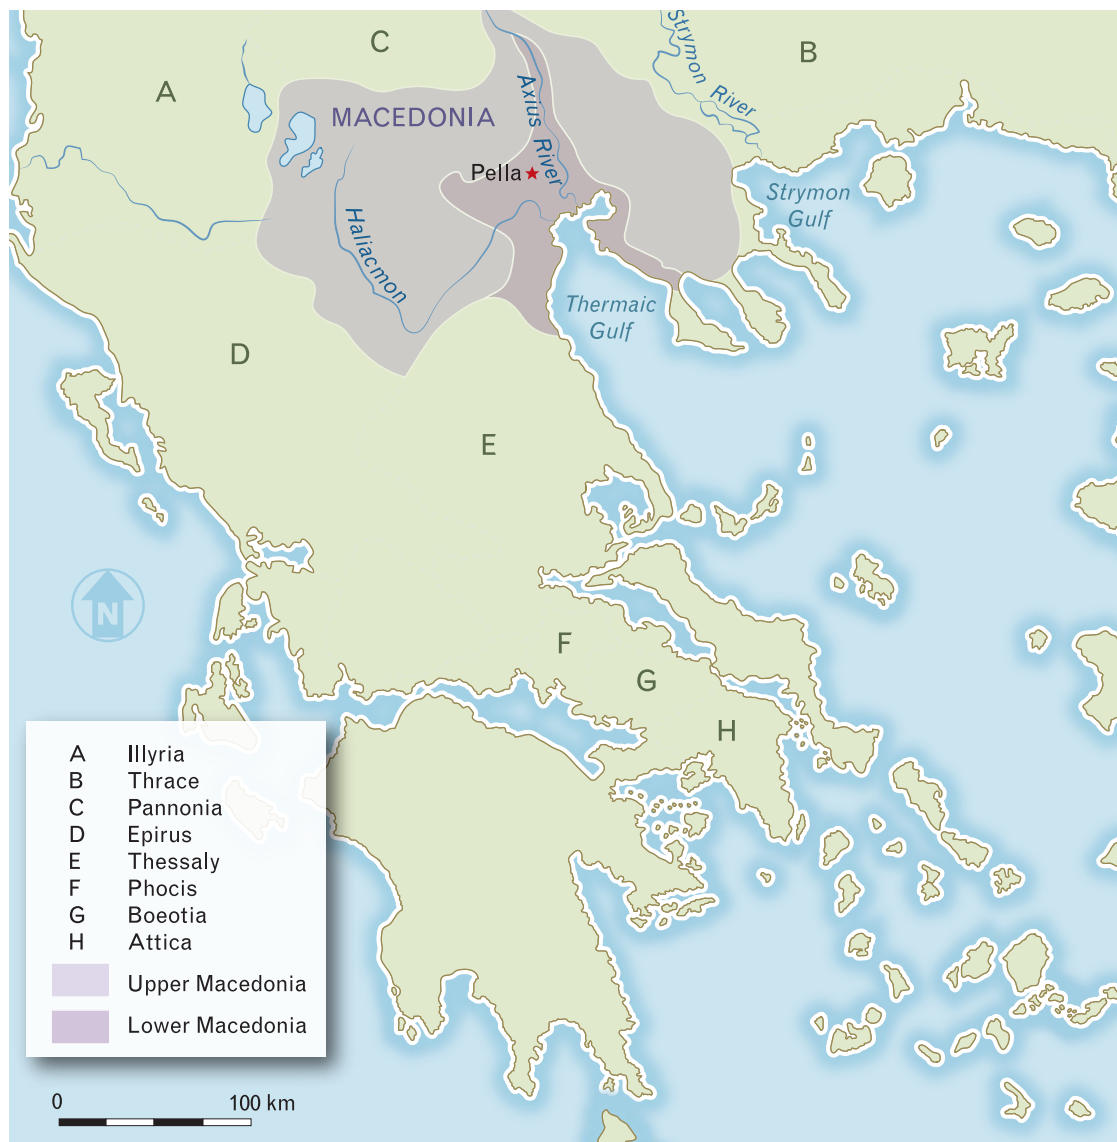 C
B
A
Strymon River
MACEDONIA
Axius River
Pella
Strymon
Gulf
Haliacmon
Thermaic
Gulf
D
E
N
F
G
H
A Illyria
B Thrace
C Pannonia
D Epirus
E Thessaly
F Phocis
G Boeotia
H Attica
Upper Macedonia
Lower Macedonia
0 100 km